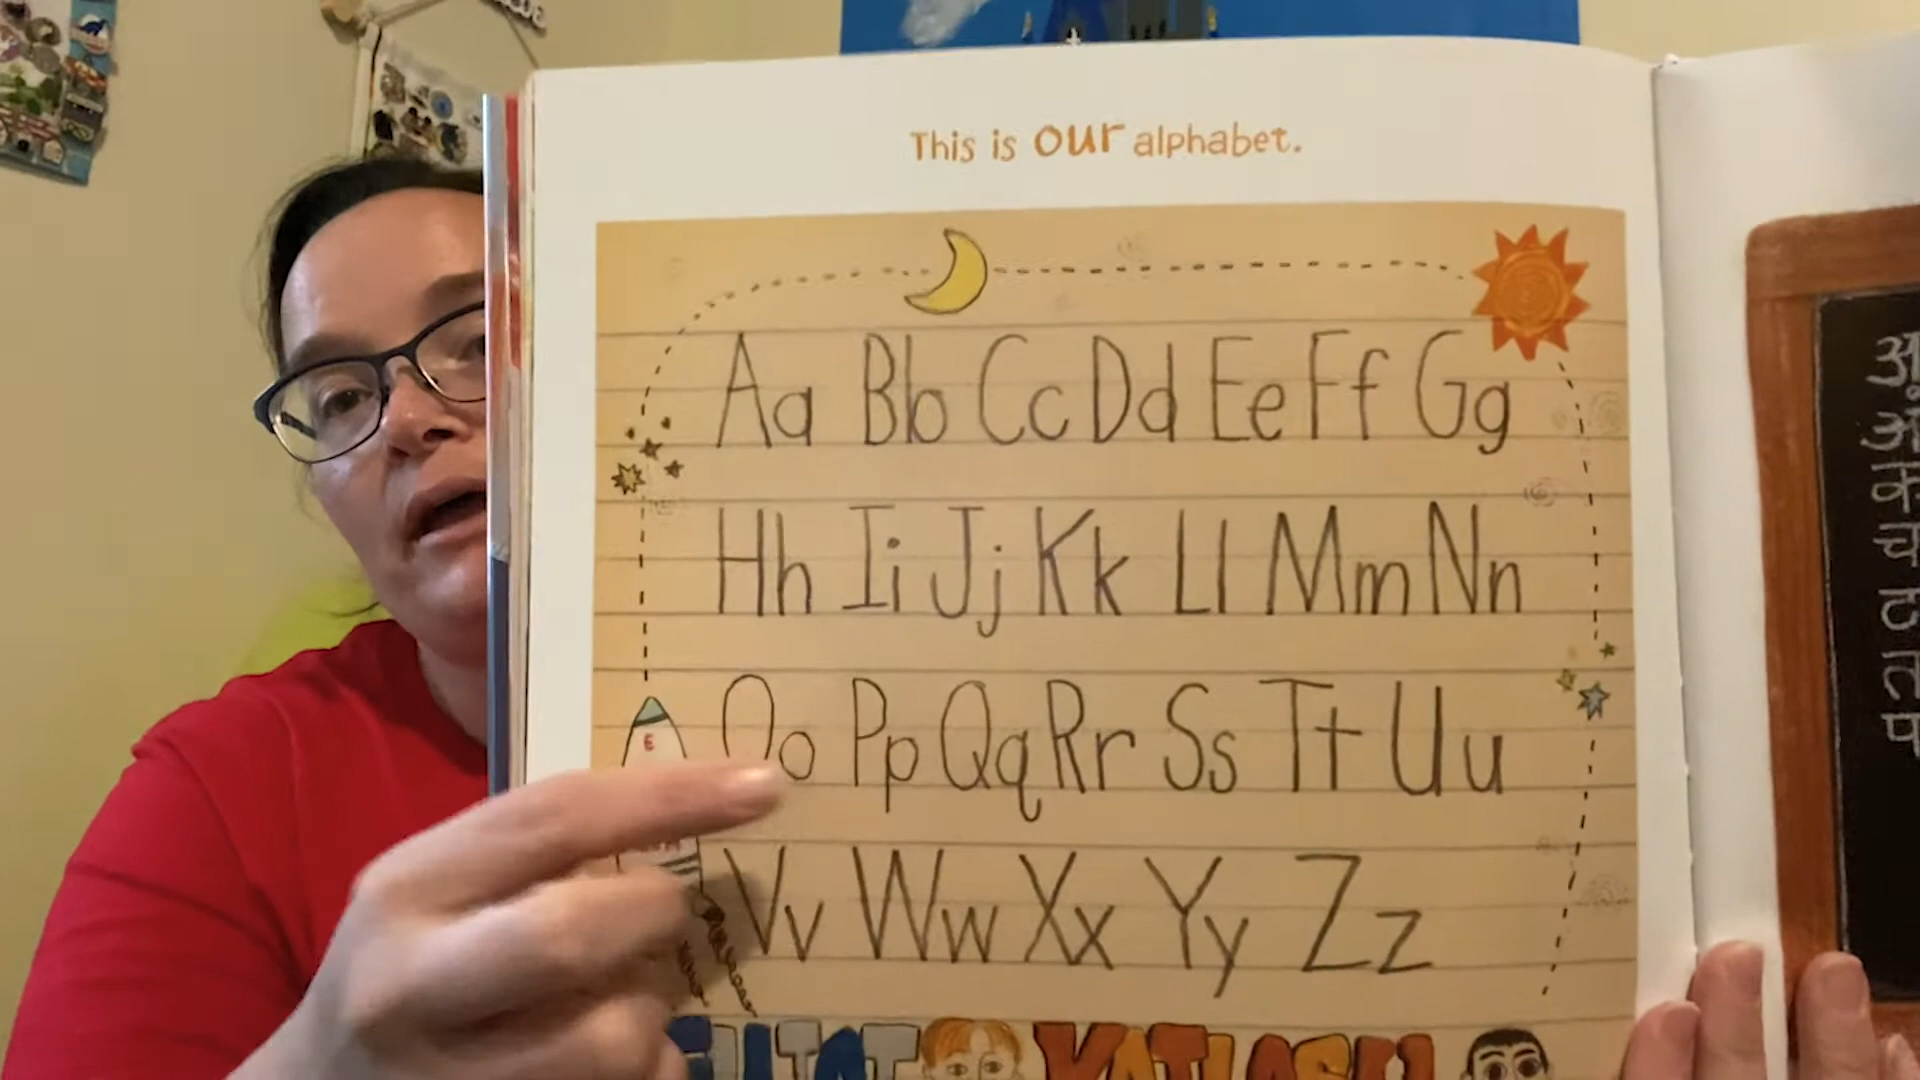 This is our alphabet.
Aa Bb Cc Dd Ee Ff Gg
Hh Ii Jj Kk Ll Mm Nn
E
Oo Pp Qq Rr Ss Tt Uu
Vv Ww Xx Yy Zz
च
द
त
प